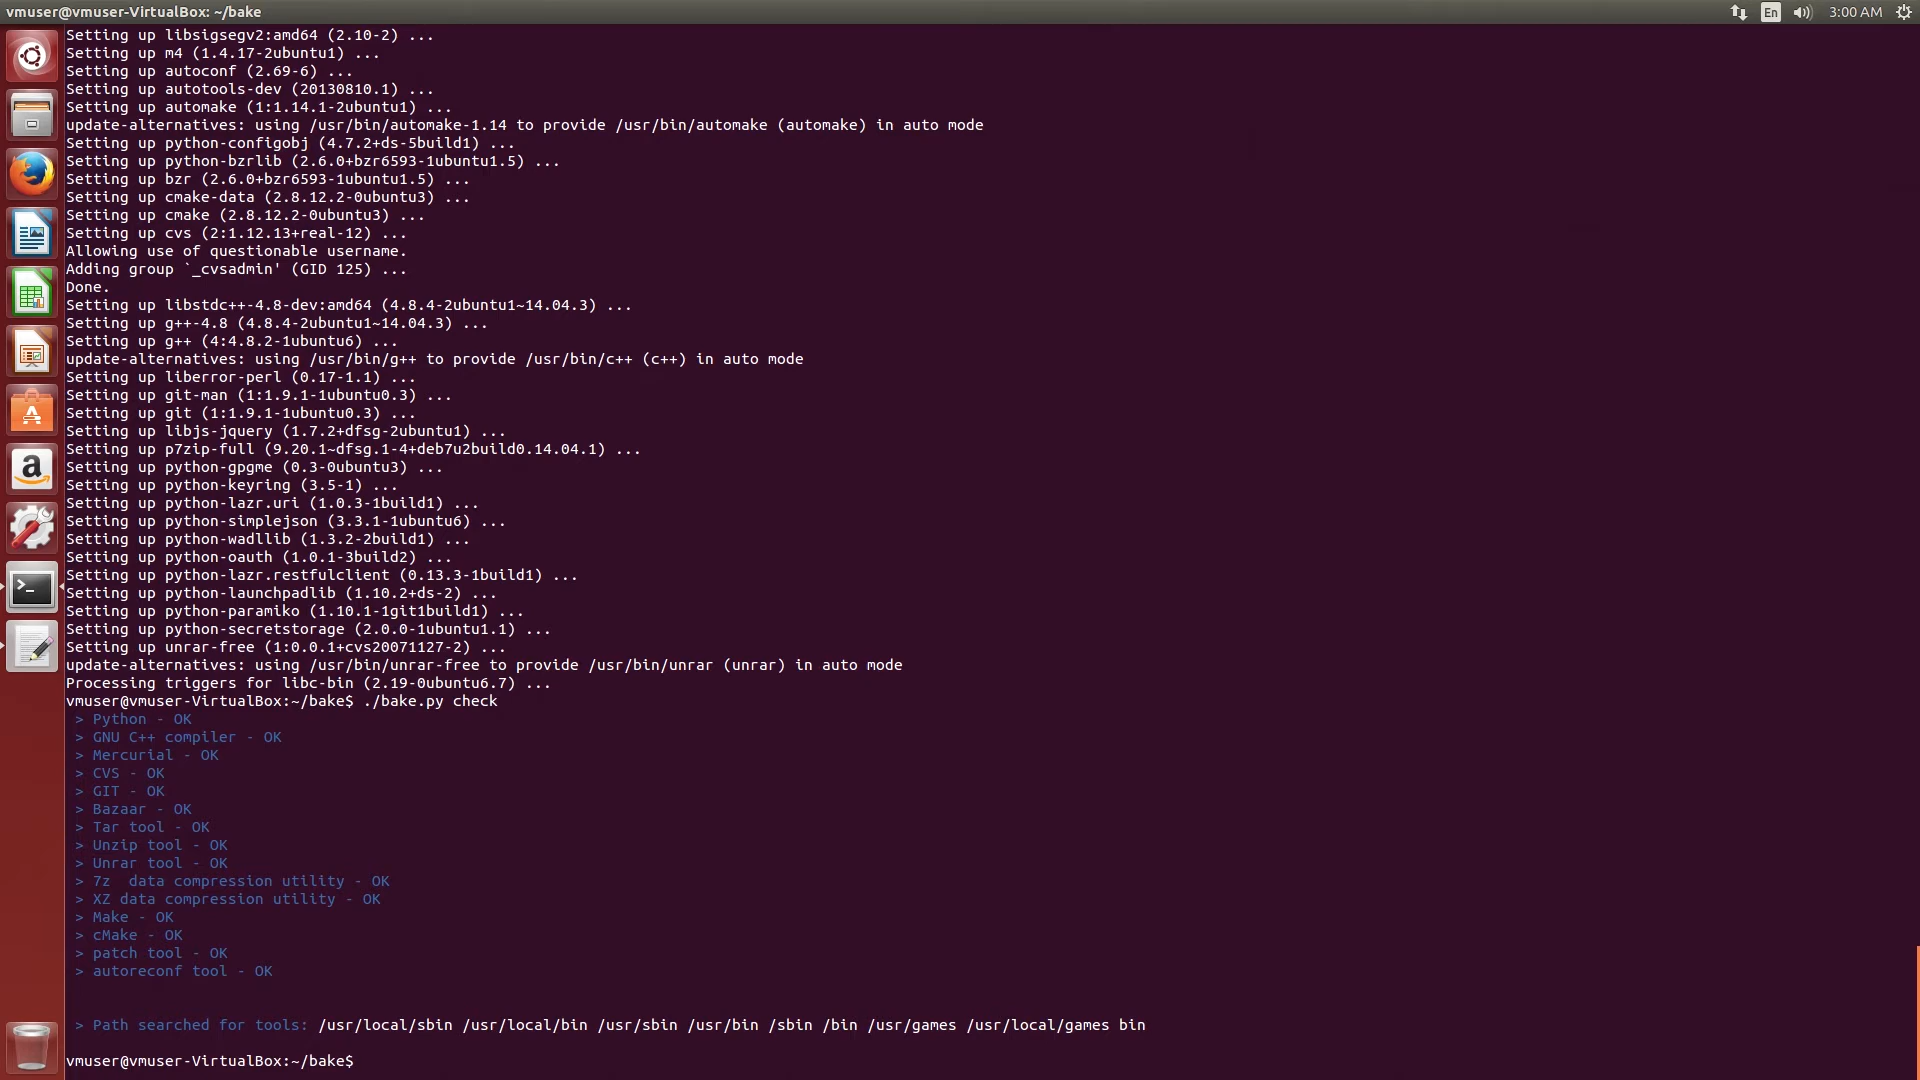 vmuser@vmuser-VirtualBox: ~/bake
En
3:00 AM
Setting up libsigsegv2:amd64 (2.10-2) ...
Setting up m4 (1.4.17-2ubuntu1) ...
Setting up autoconf (2.69-6) ...
Setting up autotools-dev (20130810.1) ...
Setting up automake (1:1.14.1-2ubuntu1) ...
update-alternatives: using /usr/bin/automake-1.14 to provide /usr/bin/automake (automake) in auto mode
Setting up python-configobj (4.7.2+ds-5build1) ...
Setting up python-bzrlib (2.6.0+bzr6593-1ubuntu1.5) ...
Setting up bzr (2.6.0+bzr6593-1ubuntu1.5) ...
Setting up cmake-data (2.8.12.2-0ubuntu3) ...
Setting up cmake (2.8.12.2-0ubuntu3) ...
Setting up cvs (2:1.12.13+real-12) ...
Allowing use of questionable username.
Adding group `_cvsadmin' (GID 125) ...
Done.
Setting up libstdc++-4.8-dev:amd64 (4.8.4-2ubuntu1~14.04.3) ...
Setting up g++-4.8 (4.8.4-2ubuntu1~14.04.3) ...
Setting up g++ (4:4.8.2-1ubuntu6) ...
update-alternatives: using /usr/bin/g++ to provide /usr/bin/c++ (c++) in auto mode
Setting up liberror-perl (0.17-1.1) ...
Setting up git-man (1:1.9.1-1ubuntu0.3) ...
Setting up git (1:1.9.1-1ubuntu0.3) ...
Setting up libjs-jquery (1.7.2+dfsg-2ubuntu1) ...
Setting up p7zip-full (9.20.1~dfsg.1-4+deb7u2build0.14.04.1) ...
Setting up python-gpgme (0.3-0ubuntu3) ...
Setting up python-keyring (3.5-1) ...
Setting up python-lazr.uri (1.0.3-1build1) ...
Setting up python-simplejson (3.3.1-1ubuntu6) ...
Setting up python-wadllib (1.3.2-2build1) ...
Setting up python-oauth (1.0.1-3build2) ...
Setting up python-lazr.restfulclient (0.13.3-1build1) ...
Setting up python-launchpadlib (1.10.2+ds-2) ...
Setting up python-paramiko (1.10.1-1git1build1) ...
Setting up python-secretstorage (2.0.0-1ubuntu1.1) ...
Setting up unrar-free (1:0.0.1+cvs20071127-2) ...
update-alternatives: using /usr/bin/unrar-free to provide /usr/bin/unrar (unrar) in auto mode
Processing triggers for libc-bin (2.19-0ubuntu6.7) ...
vmuser@vmuser-VirtualBox:~/bake$ ./bake.py check
> Python - OK
> GNU C++ compiler - OK
> Mercurial - OK
> CVS - OK
> GIT - OK
> Bazaar - OK
> Tar tool - OK
> Unzip tool - OK
> Unrar tool - OK
> 7z  data compression utility - OK
> XZ data compression utility - OK
> Make - OK
> cMake - OK
> patch tool - OK
> autoreconf tool - OK
> Path searched for tools: /usr/local/sbin /usr/local/bin /usr/sbin /usr/bin /sbin /bin /usr/games /usr/local/games bin
vmuser@vmuser-VirtualBox:~/bake$